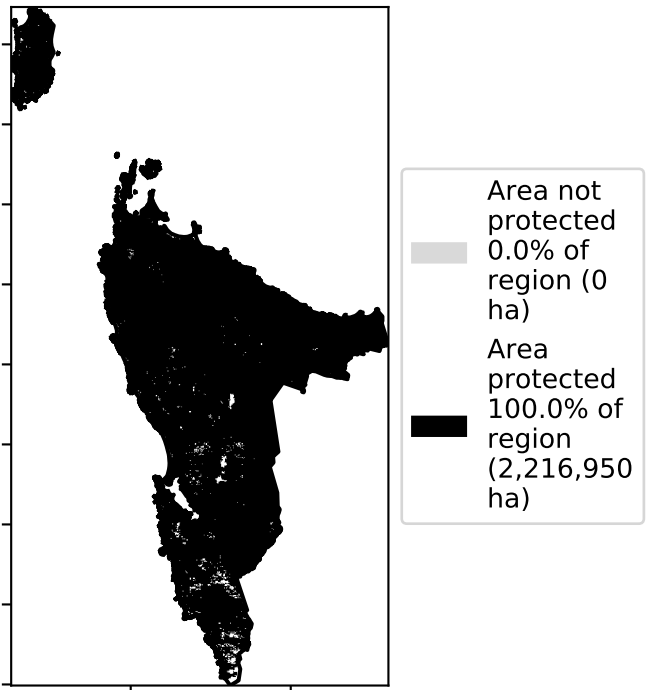 Area not
protected
0.0% of
region (0
ha)
Area
protected
100.0% of
region
(2,216,950
ha)